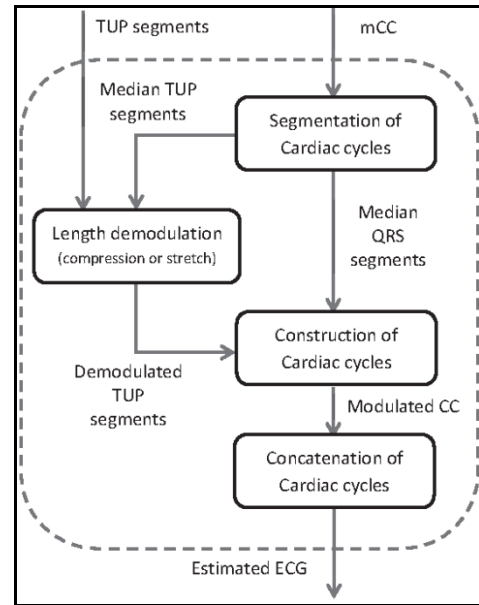 TUP segments
mCC
Median TUP
segments
Segmentation of
Cardiac cycles
Length demodulation
(compression or stretch)
Median
QRS
segments
Construction of
Cardiac cycles
Demodulated
TUP
segments
Modulated CC
Concatenation of
Cardiac cycles
Estimated ECG